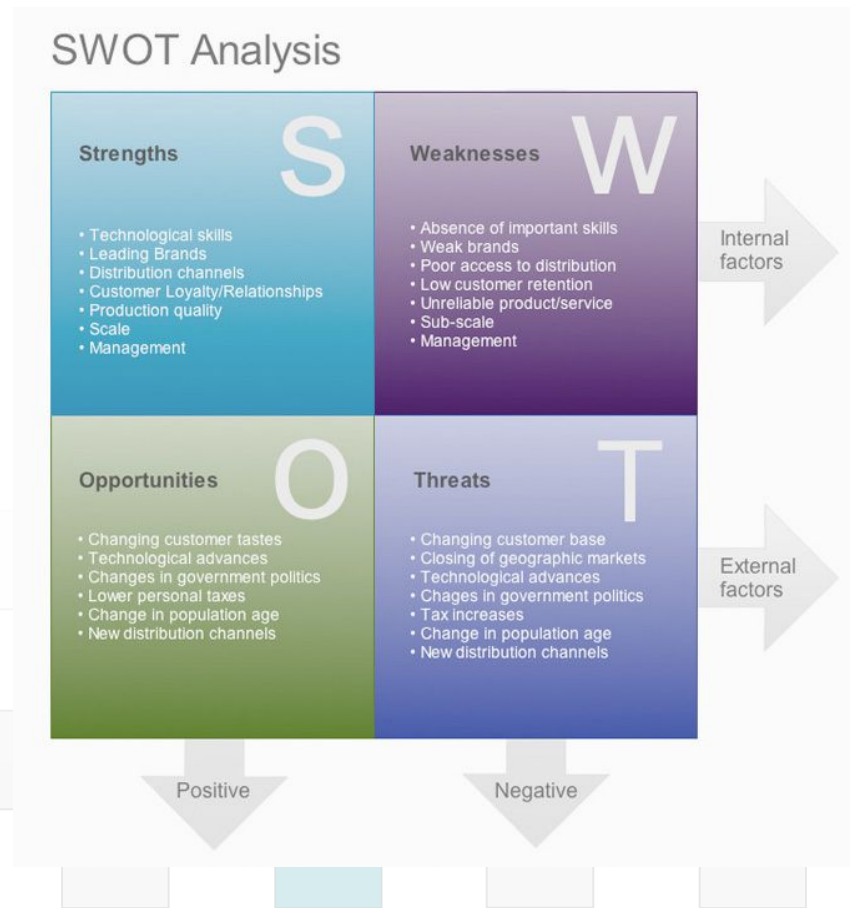 SWOT Analysis
S
Strengths
• Technological skills
• Leading Brands
• Distribution channels
• Customer Loyalty/Relationships
• Production quality
• Scale
• Management
W
Weaknesses
• Absence of important skills
• Weak brands
• Poor access to distribution
• Low customer retention
• Unreliable product/service
• Sub-scale
• Management
Internal
factors
O
Opportunities
• Changing customer tastes
• Technological advances
• Changes in government politics
• Lower personal taxes
• Change in population age
• New distribution channels
T
Threats
• Changing customer base
• Closing of geographic markets
• Technological advances
• Chages in government politics
• Tax increases
• Change in population age
• New distribution channels
External
factors
Positive
Negative